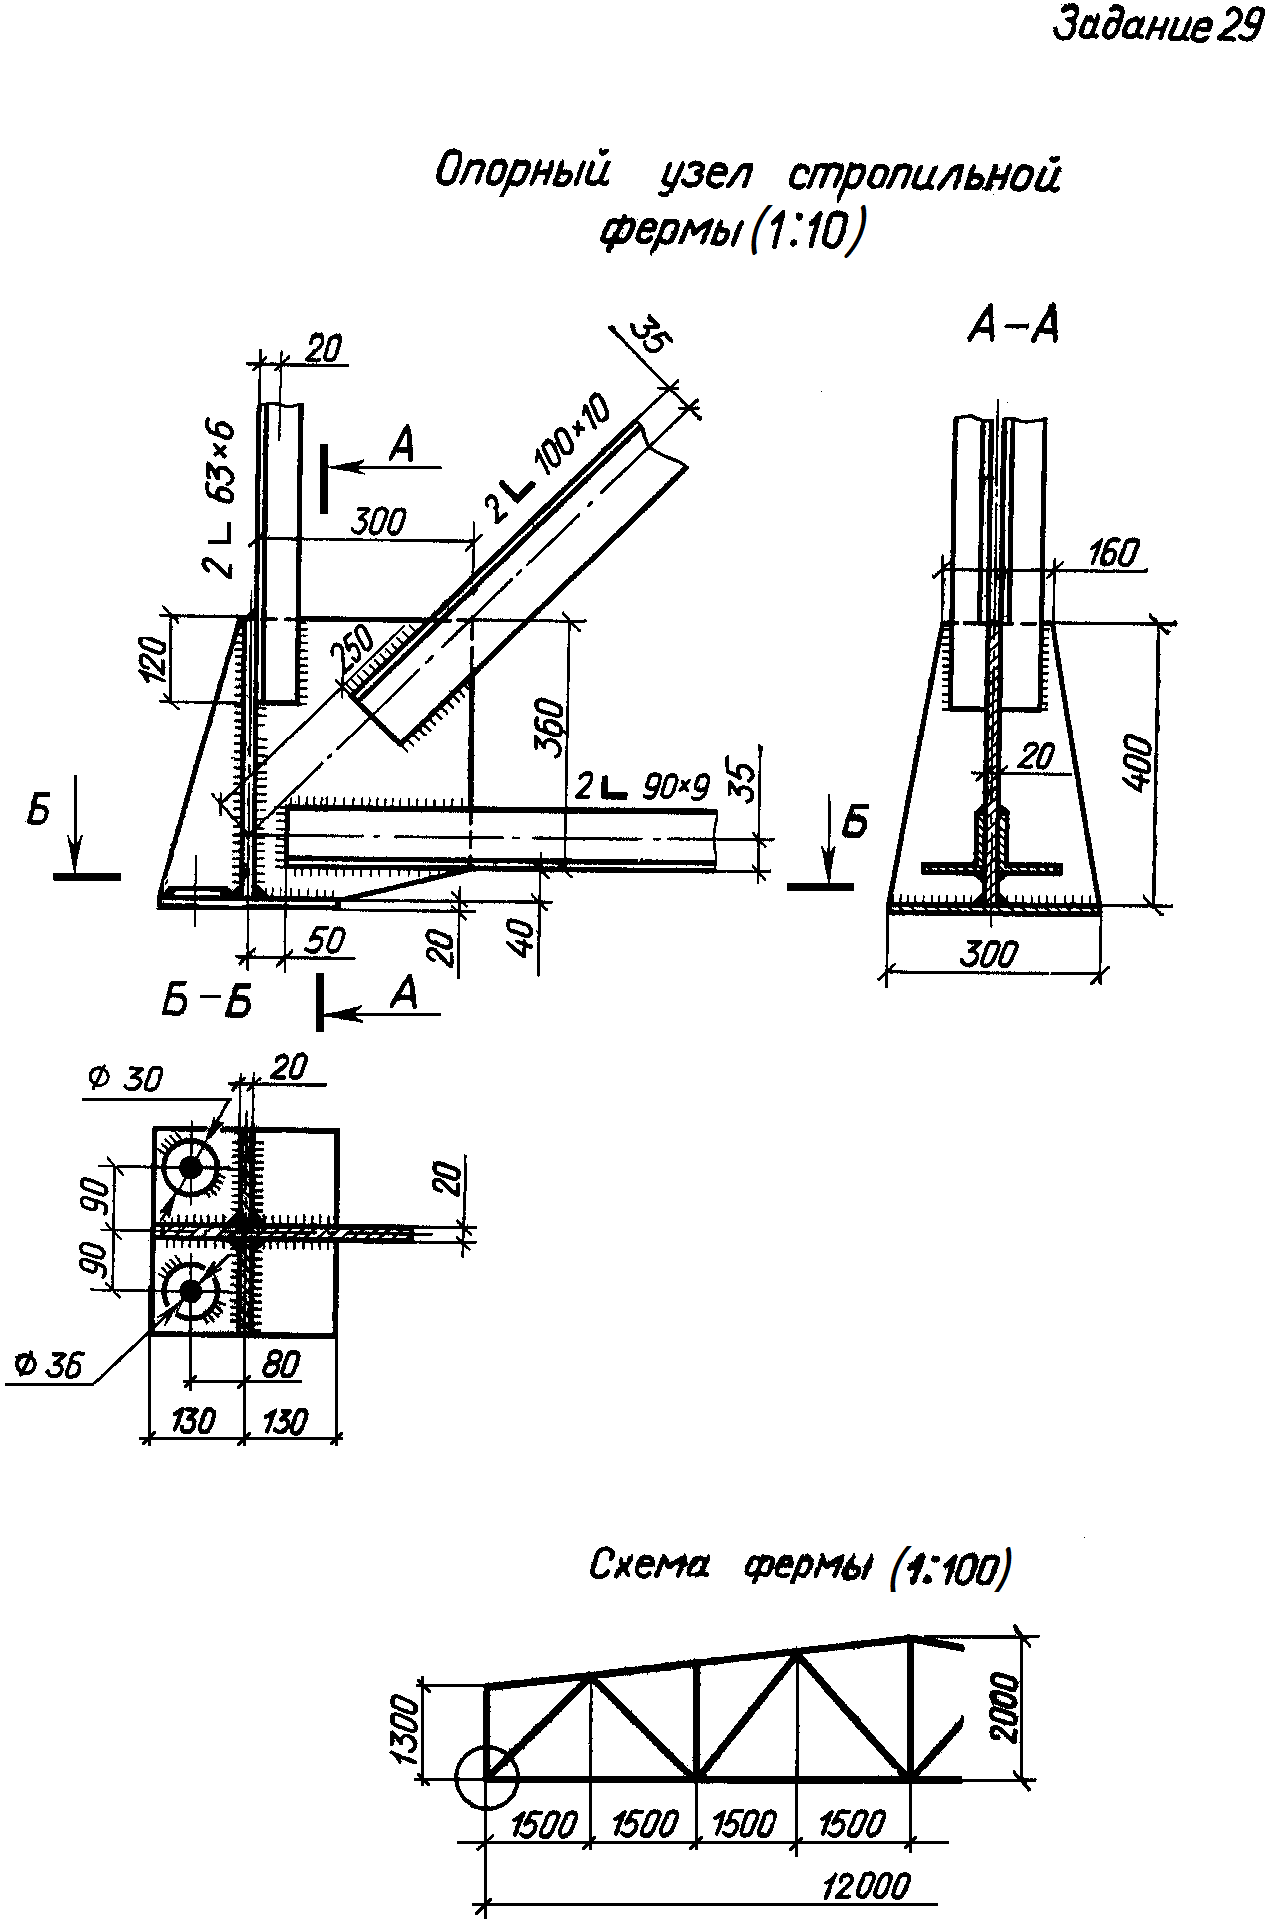 Задание 29
Опорный узел стропильной
фермы (1:10)
А-А
20
35
2 L 63×6
А
2 L 100×10
300
160
120
250
360
400
20
2 L 90×9
35
Б
Б
50
20
40
300
Б-Б
А
Φ 30
20
90
20
90
Φ 36
80
130 130
Схема фермы (1:100)
1300
2000
1500 1500 1500 1500
12000